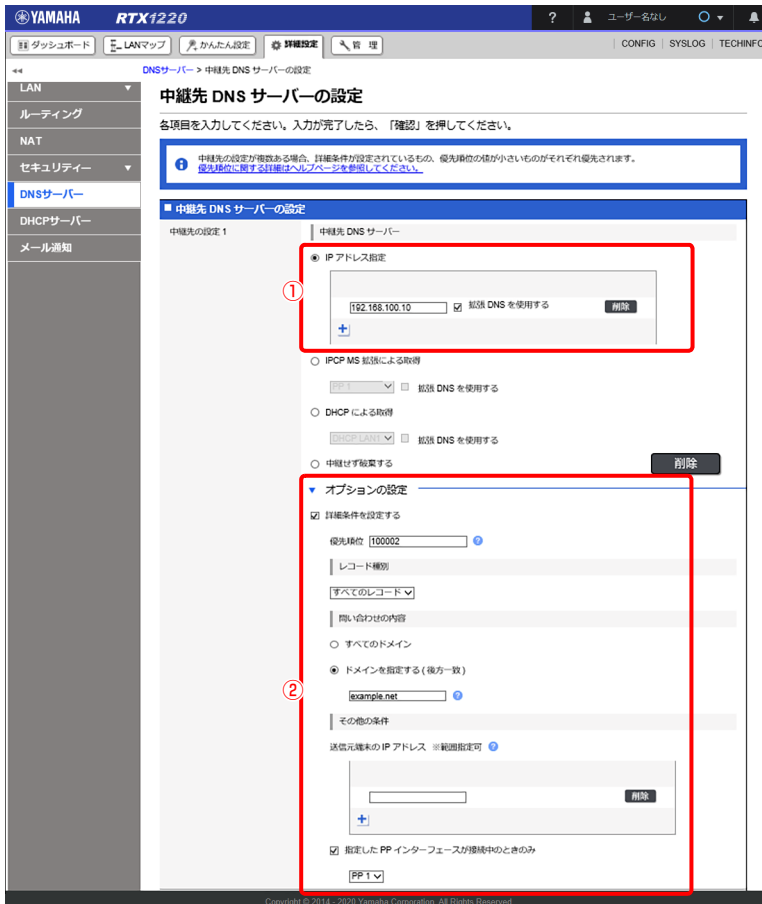 YAMAHA RTX1220 ? ユーザー名なし
ダッシュボード LANマップ かんたん設定 詳細設定 管 理 CONFIG SYSLOG TECHINFO
DNSサーバー > 中継先 DNS サーバーの設定
LAN
ルーティング
NAT
セキュリティー
DNSサーバー
DHCPサーバー
メール通知
中継先 DNS サーバーの設定
各項目を入力してください。入力が完了したら、「確認」を押してください。
中継先の設定が複数ある場合、詳細条件が設定されているもの、優先順位の値が小さいものがそれぞれ優先されます。
優先順位に関する詳細はヘルプページを参照してください。
■ 中継先 DNS サーバーの設定
中継先の設定 1
中継先 DNS サーバー
①
IP アドレス指定
192.168.100.10 拡張 DNS を使用する 削除
+
IPCP MS 拡張による取得
PP 1 拡張 DNS を使用する
DHCP による取得
DHCP LAN1 拡張 DNS を使用する
中継せず破棄する
削除
②
オプションの設定
詳細条件を設定する
優先順位 100002 ?
レコード種別
すべてのレコード
問い合わせの内容
すべてのドメイン
ドメインを指定する ( 後方一致 )
example.net ?
その他の条件
送信元端末の IP アドレス ※範囲指定可 ?
削除
+
指定した PP インターフェースが接続中のときのみ
PP 1
Copyright © 2014 - 2020 Yamaha Corporation. All Rights Reserved.